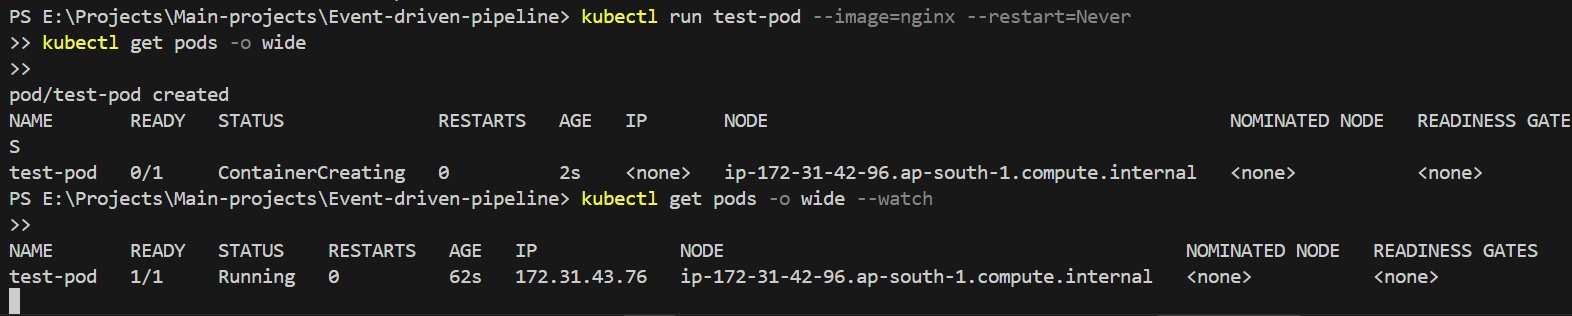 PS E:\Projects\Main-projects\Event-driven-pipeline> kubectl run test-pod --image=nginx --restart=Never
>> kubectl get pods -o wide
>>
pod/test-pod created
NAME       READY   STATUS              RESTARTS   AGE   IP       NODE                                          NOMINATED NODE   READINESS GATE
S
test-pod   0/1     ContainerCreating   0          2s    <none>   ip-172-31-42-96.ap-south-1.compute.internal   <none>           <none>
PS E:\Projects\Main-projects\Event-driven-pipeline> kubectl get pods -o wide --watch
>>
NAME       READY   STATUS    RESTARTS   AGE   IP             NODE                                          NOMINATED NODE   READINESS GATES
test-pod   1/1     Running   0          62s   172.31.43.76   ip-172-31-42-96.ap-south-1.compute.internal   <none>           <none>